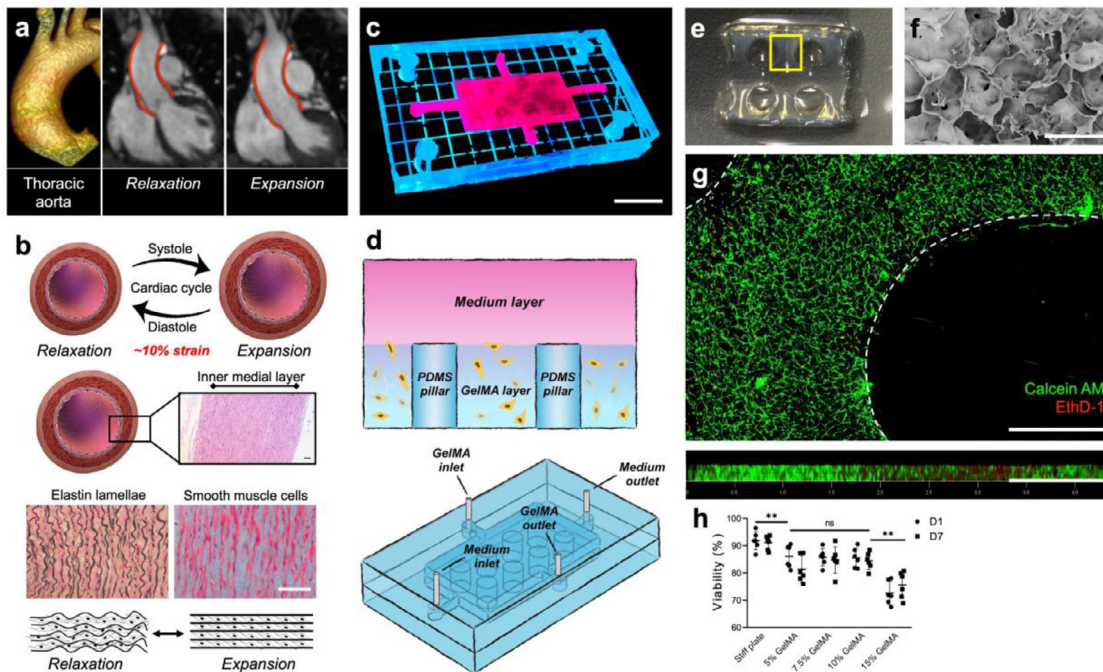 a
Thoracic
aorta
Relaxation
Expansion
b
Systole
Cardiac cycle
Diastole
Relaxation
~10% strain
Expansion
Inner medial layer
Elastin lamellae
Smooth muscle cells
Relaxation
Expansion
c
d
Medium layer
PDMS
pillar
GelMA layer
PDMS
pillar
GelMA
inlet
Medium
outlet
GelMA
outlet
Medium
inlet
e
f
g
Calcein AM
EthD-1
h
**
ns
**
D1
D7
Viability (%)
100
90
80
70
60
Stiff plate
5% GelMA
7.5% GelMA
10% GelMA
15% GelMA